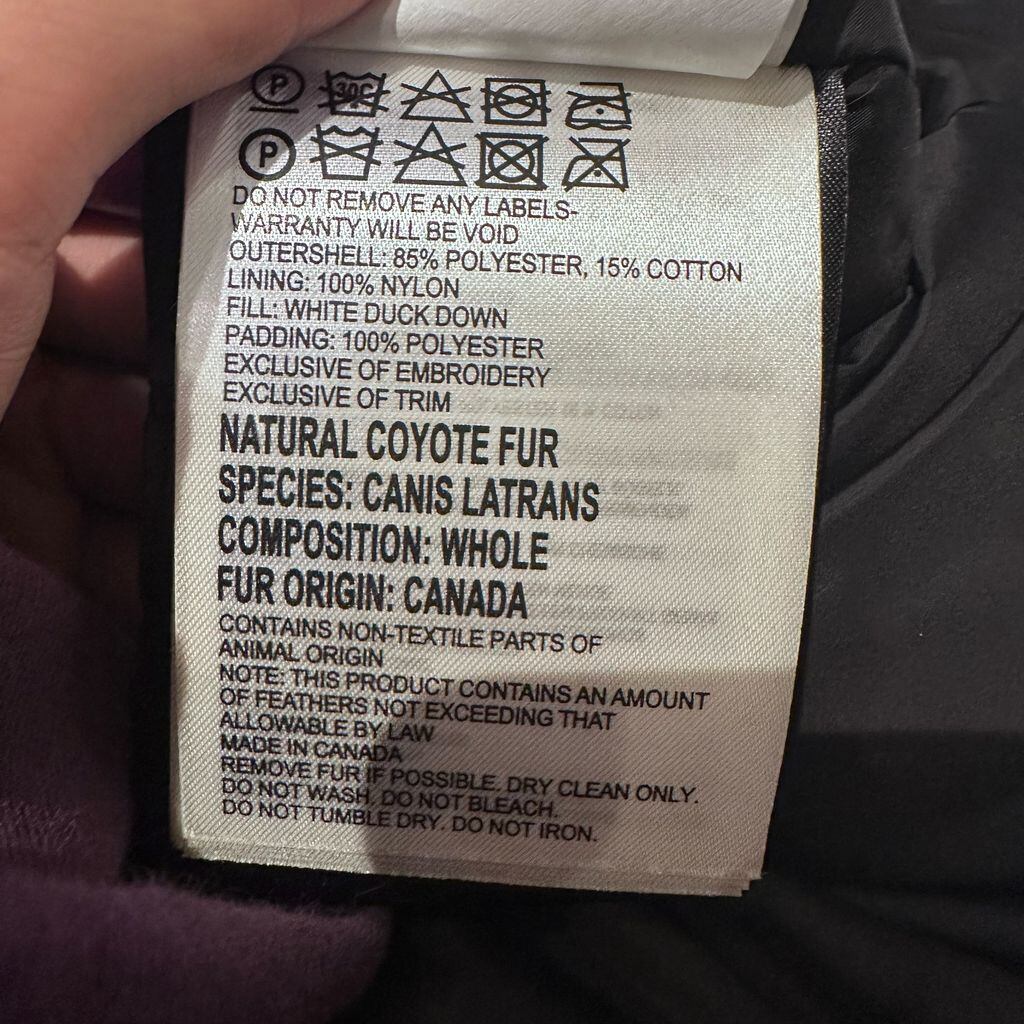 P 30C
P
DO NOT REMOVE ANY LABELS-
WARRANTY WILL BE VOID
OUTERSHELL: 85% POLYESTER, 15% COTTON
LINING: 100% NYLON
FILL: WHITE DUCK DOWN
PADDING: 100% POLYESTER
EXCLUSIVE OF EMBROIDERY
EXCLUSIVE OF TRIM
NATURAL COYOTE FUR
SPECIES: CANIS LATRANS
COMPOSITION: WHOLE
FUR ORIGIN: CANADA
CONTAINS NON-TEXTILE PARTS OF
ANIMAL ORIGIN
NOTE: THIS PRODUCT CONTAINS AN AMOUNT
OF FEATHERS NOT EXCEEDING THAT
ALLOWABLE BY LAW
MADE IN CANADA
REMOVE FUR IF POSSIBLE. DRY CLEAN ONLY.
DO NOT WASH. DO NOT BLEACH.
DO NOT TUMBLE DRY. DO NOT IRON.